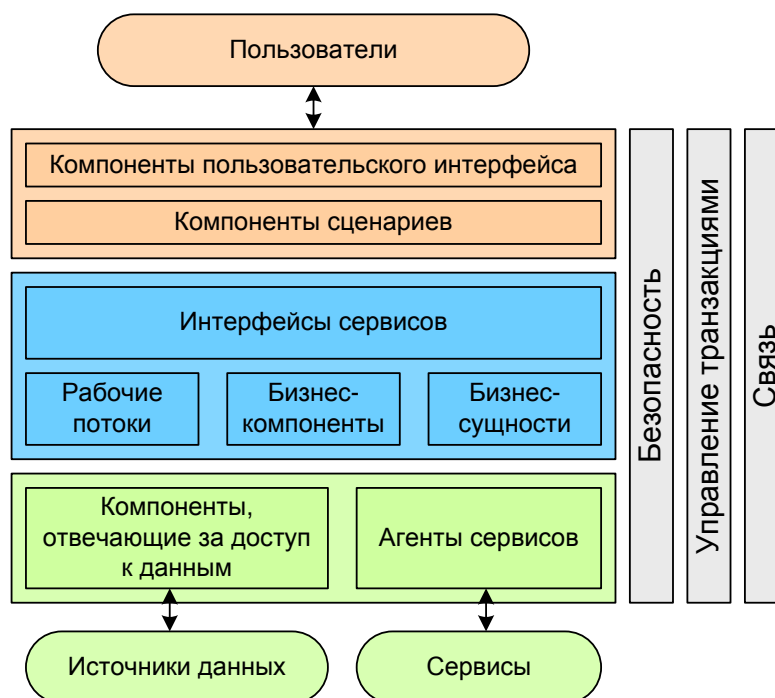 Пользователи
Компоненты пользовательского интерфейса
Компоненты сценариев
Интерфейсы сервисов
Рабочие
потоки
Бизнес-
компоненты
Бизнес-
сущности
Компоненты,
отвечающие за доступ
к данным
Агенты сервисов
Источники данных
Сервисы
Безопасность
Управление транзакциями
Связь